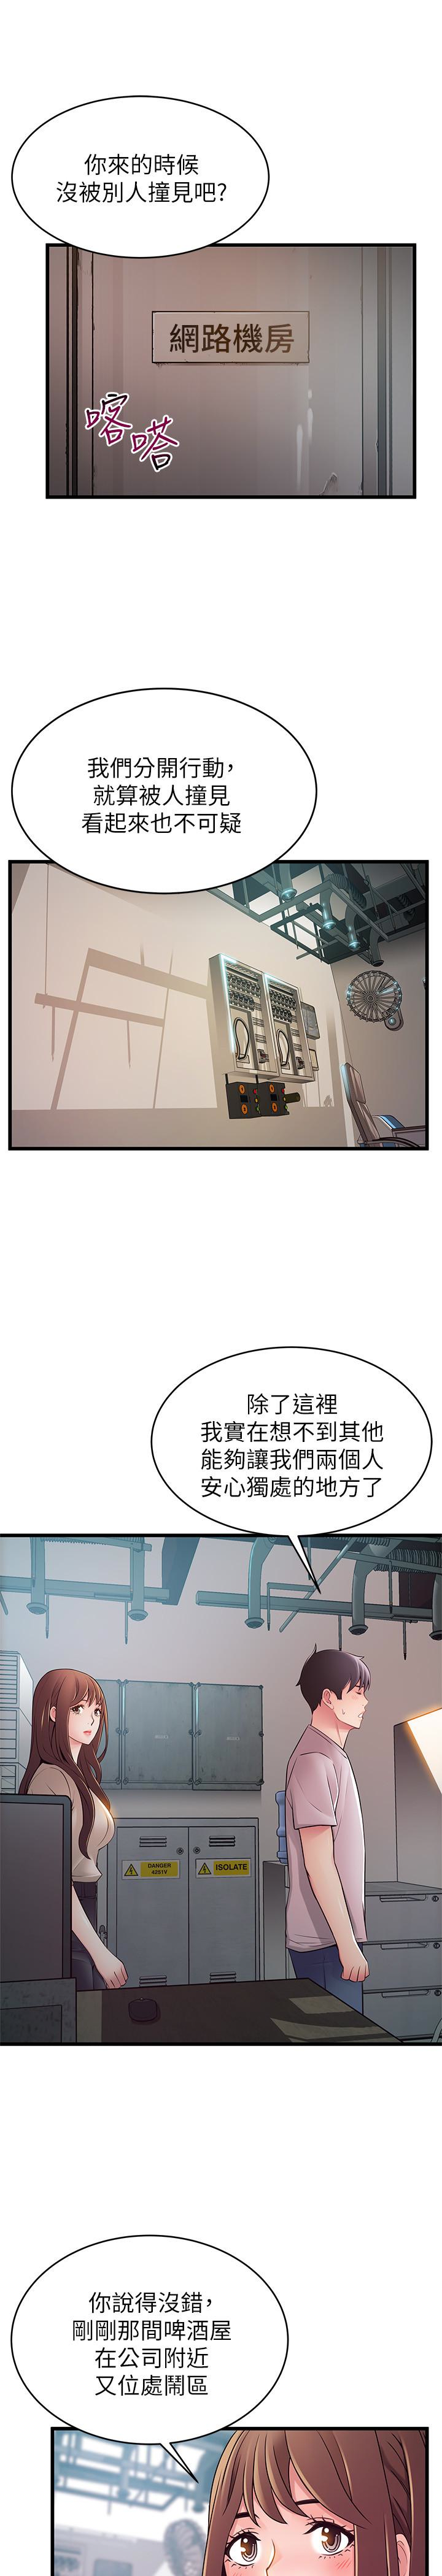 你來的時候
沒被別人撞見吧?
網路機房
喀嗒
我們分開行動,
就算被人撞見
看起來也不可疑
除了這裡
我實在想不到其他
能夠讓我們兩個人
安心獨處的地方了
DANGER
4251V
ISOLATE
你說得沒錯,
剛剛那間啤酒屋
在公司附近
又位處鬧區